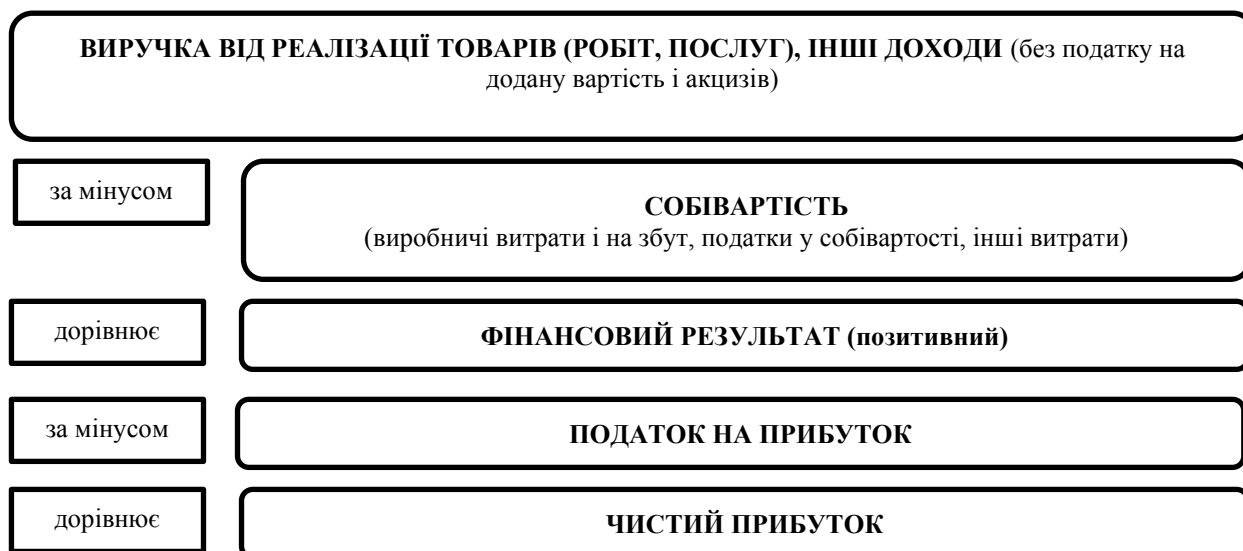 ВИРУЧКА ВІД РЕАЛІЗАЦІЇ ТОВАРІВ (РОБІТ, ПОСЛУГ), ІНШІ ДОХОДИ (без податку на
додану вартість і акцизів)
за мінусом
СОБІВАРТІСТЬ
(виробничі витрати і на збут, податки у собівартості, інші витрати)
дорівнює
ФІНАНСОВИЙ РЕЗУЛЬТАТ (позитивний)
за мінусом
ПОДАТОК НА ПРИБУТОК
дорівнює
ЧИСТИЙ ПРИБУТОК